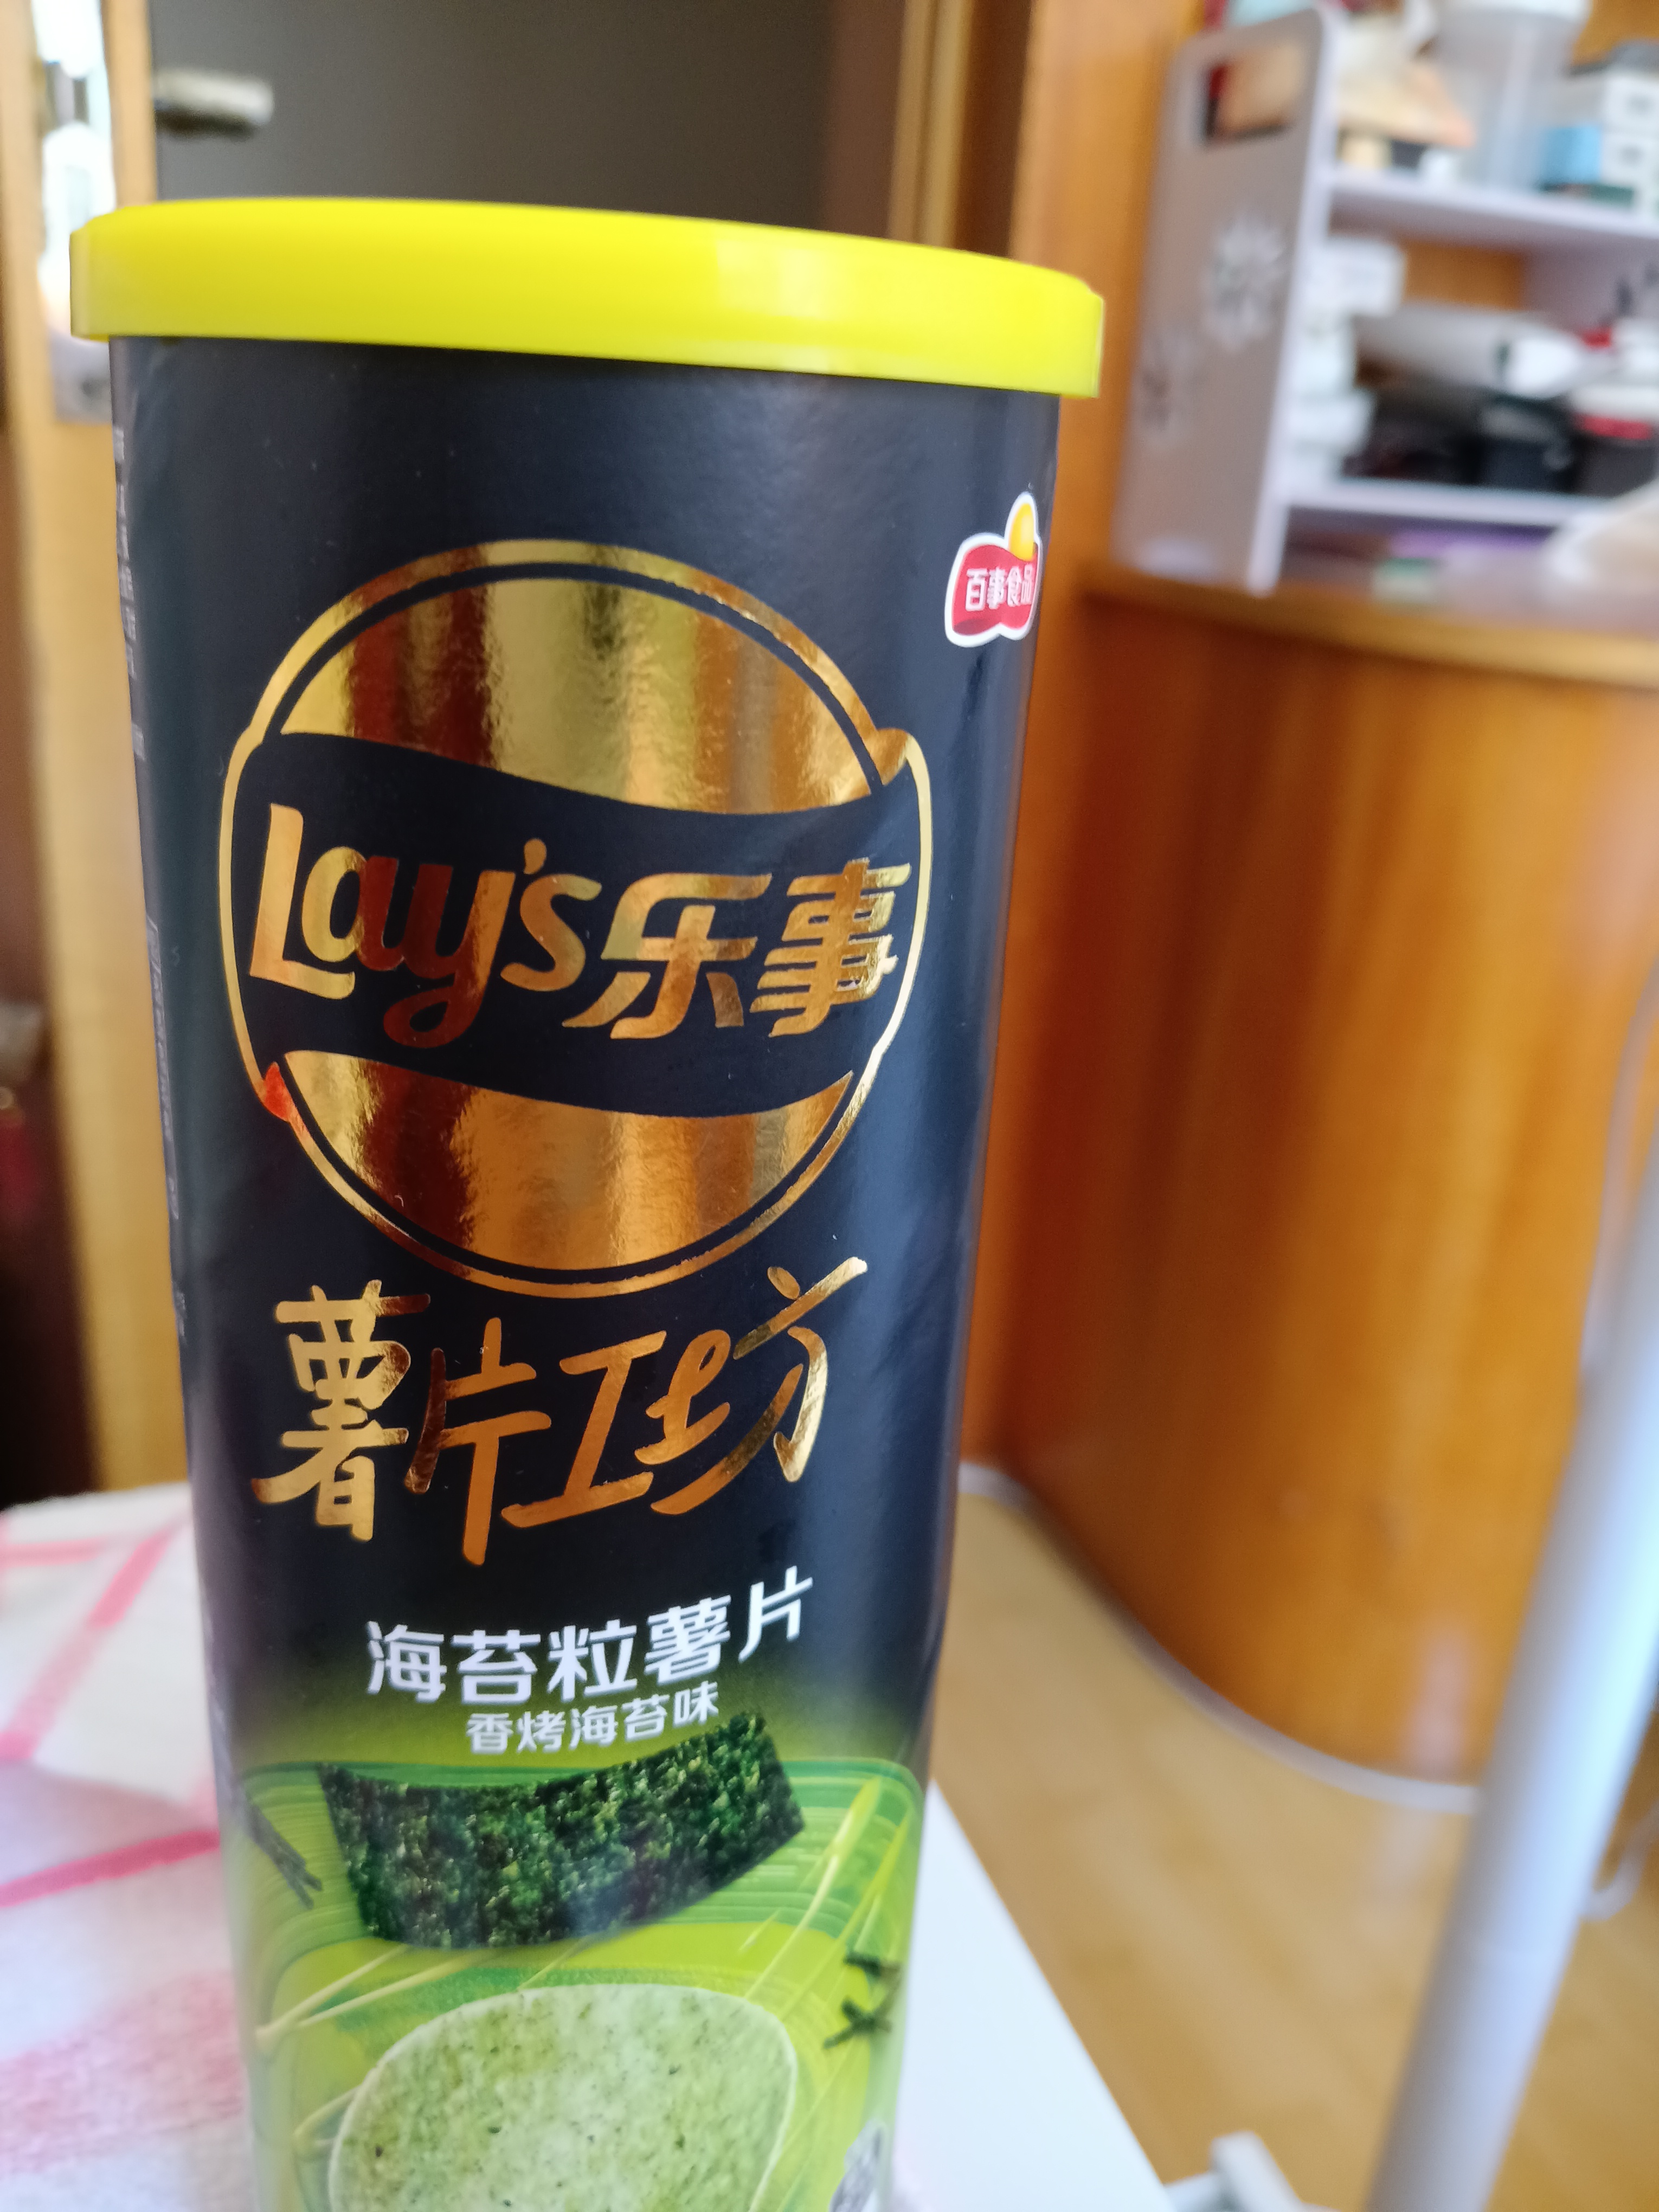 百事食品
Lay's乐事
薯片工坊
海苔粒薯片
香烤海苔味